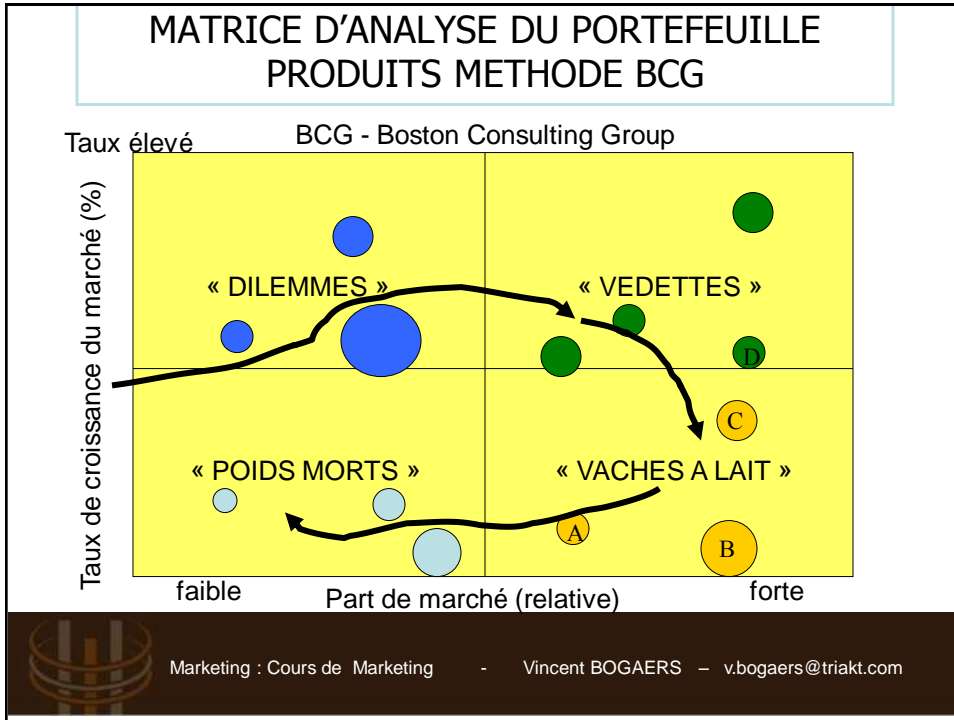 MATRICE D'ANALYSE DU PORTEFEUILLE
PRODUITS METHODE BCG
BCG - Boston Consulting Group
Taux élevé
Taux de croissance du marché (%)
« DILEMMES »
« VEDETTES »
D
C
« POIDS MORTS »
« VACHES A LAIT »
A
B
faible
Part de marché (relative)
forte
Marketing : Cours de Marketing - Vincent BOGAERS – v.bogaers@triakt.com